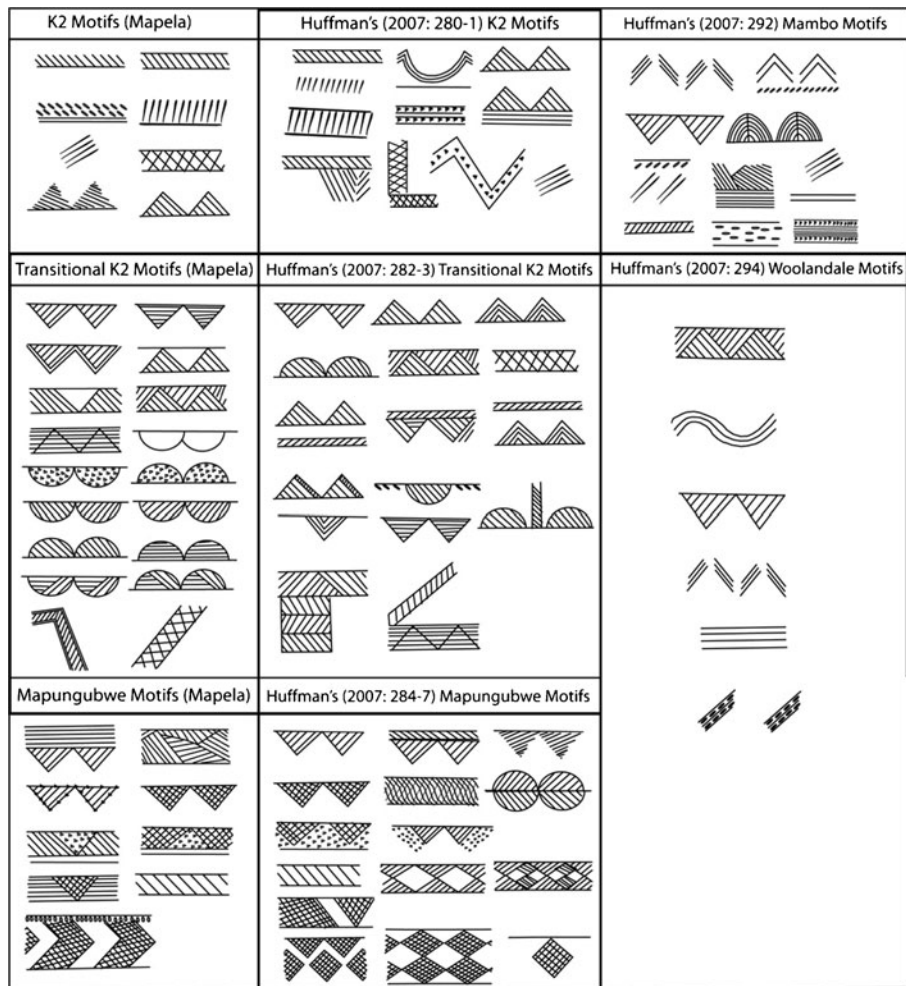 K2 Motifs (Mapela)
Huffman's (2007: 280-1) K2 Motifs
Huffman's (2007: 292) Mambo Motifs
Transitional K2 Motifs (Mapela)
Huffman's (2007: 282-3) Transitional K2 Motifs
Huffman's (2007: 294) Woolandale Motifs
Mapungubwe Motifs (Mapela)
Huffman's (2007: 284-7) Mapungubwe Motifs